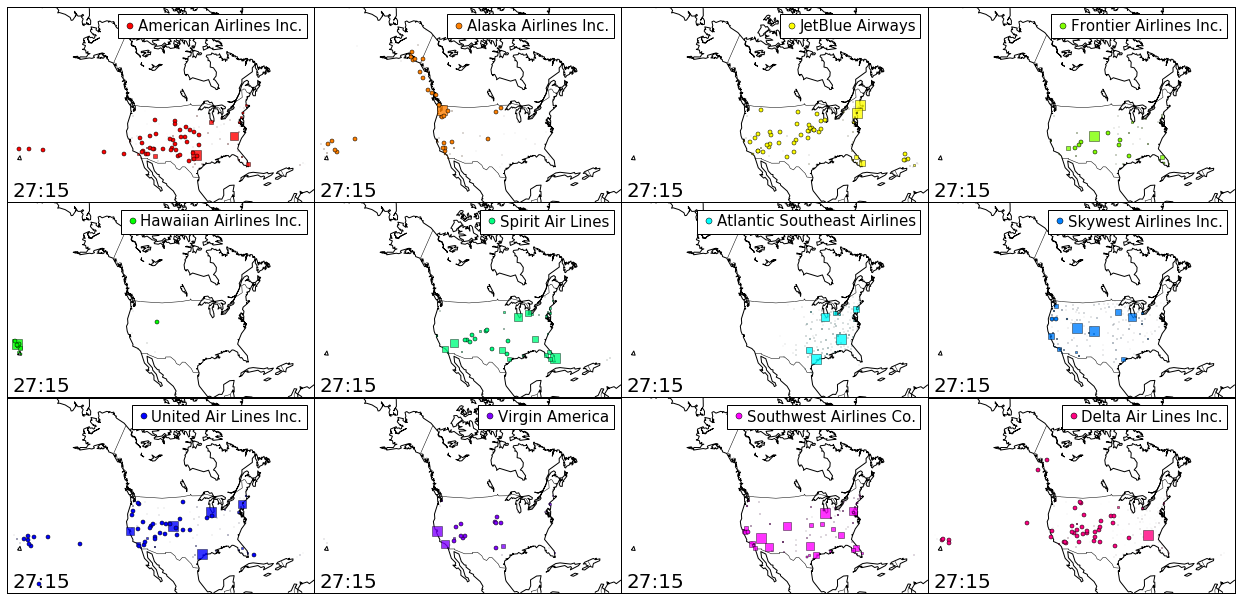 American Airlines Inc.
Alaska Airlines Inc.
JetBlue Airways
Frontier Airlines Inc.
27:15
27:15
27:15
27:15
Hawaiian Airlines Inc.
Spirit Air Lines
Atlantic Southeast Airlines
Skywest Airlines Inc.
27:15
27:15
27:15
27:15
United Air Lines Inc.
Virgin America
Southwest Airlines Co.
Delta Air Lines Inc.
27:15
27:15
27:15
27:15